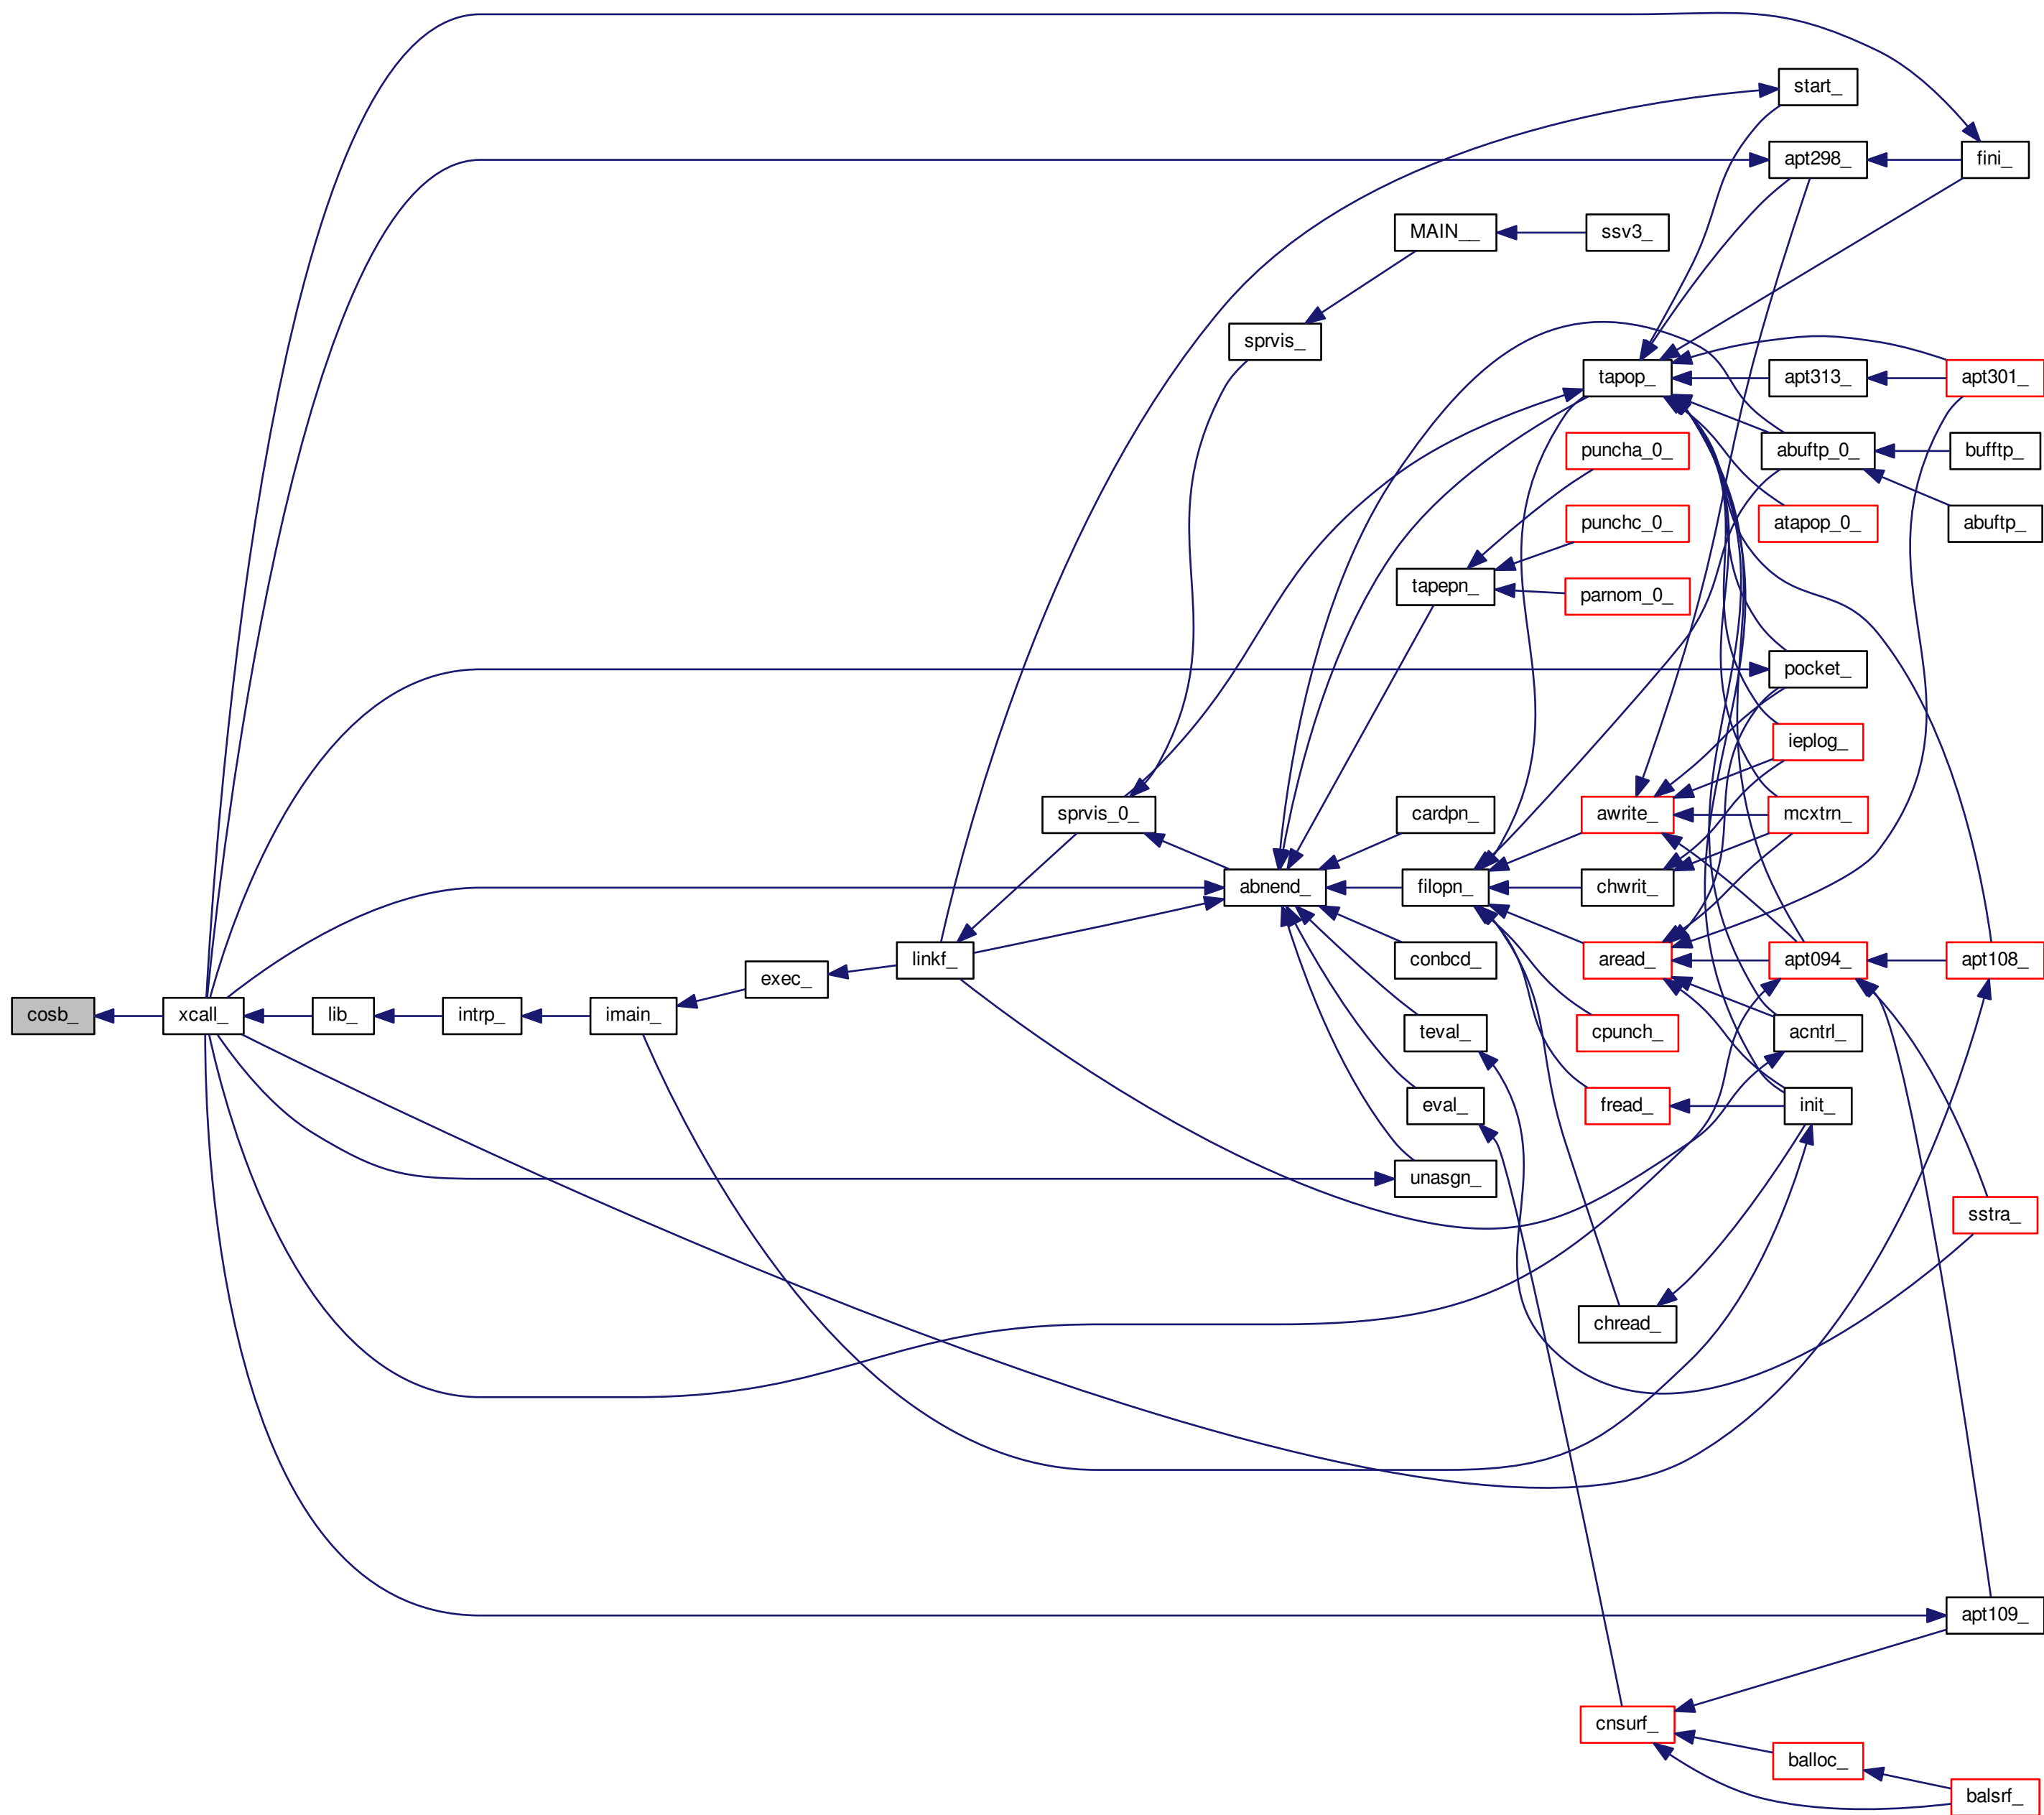 start_
apt298_
fini_
MAIN__
ssv3_
sprvis_
tapop_
apt313_
apt301_
puncha_0_
abuftp_0_
bufftp_
punchc_0_
atapop_0_
abuftp_
tapepn_
parnom_0_
pocket_
ieplog_
sprvis_0_
cardpn_
awrite_
mcxtrn_
abnend_
filopn_
chwrit_
linkf_
conbcd_
aread_
apt094_
apt108_
exec_
cosb_
xcall_
lib_
intrp_
imain_
teval_
cpunch_
acntrl_
eval_
fread_
init_
unasgn_
sstra_
chread_
apt109_
cnsurf_
balloc_
balsrf_